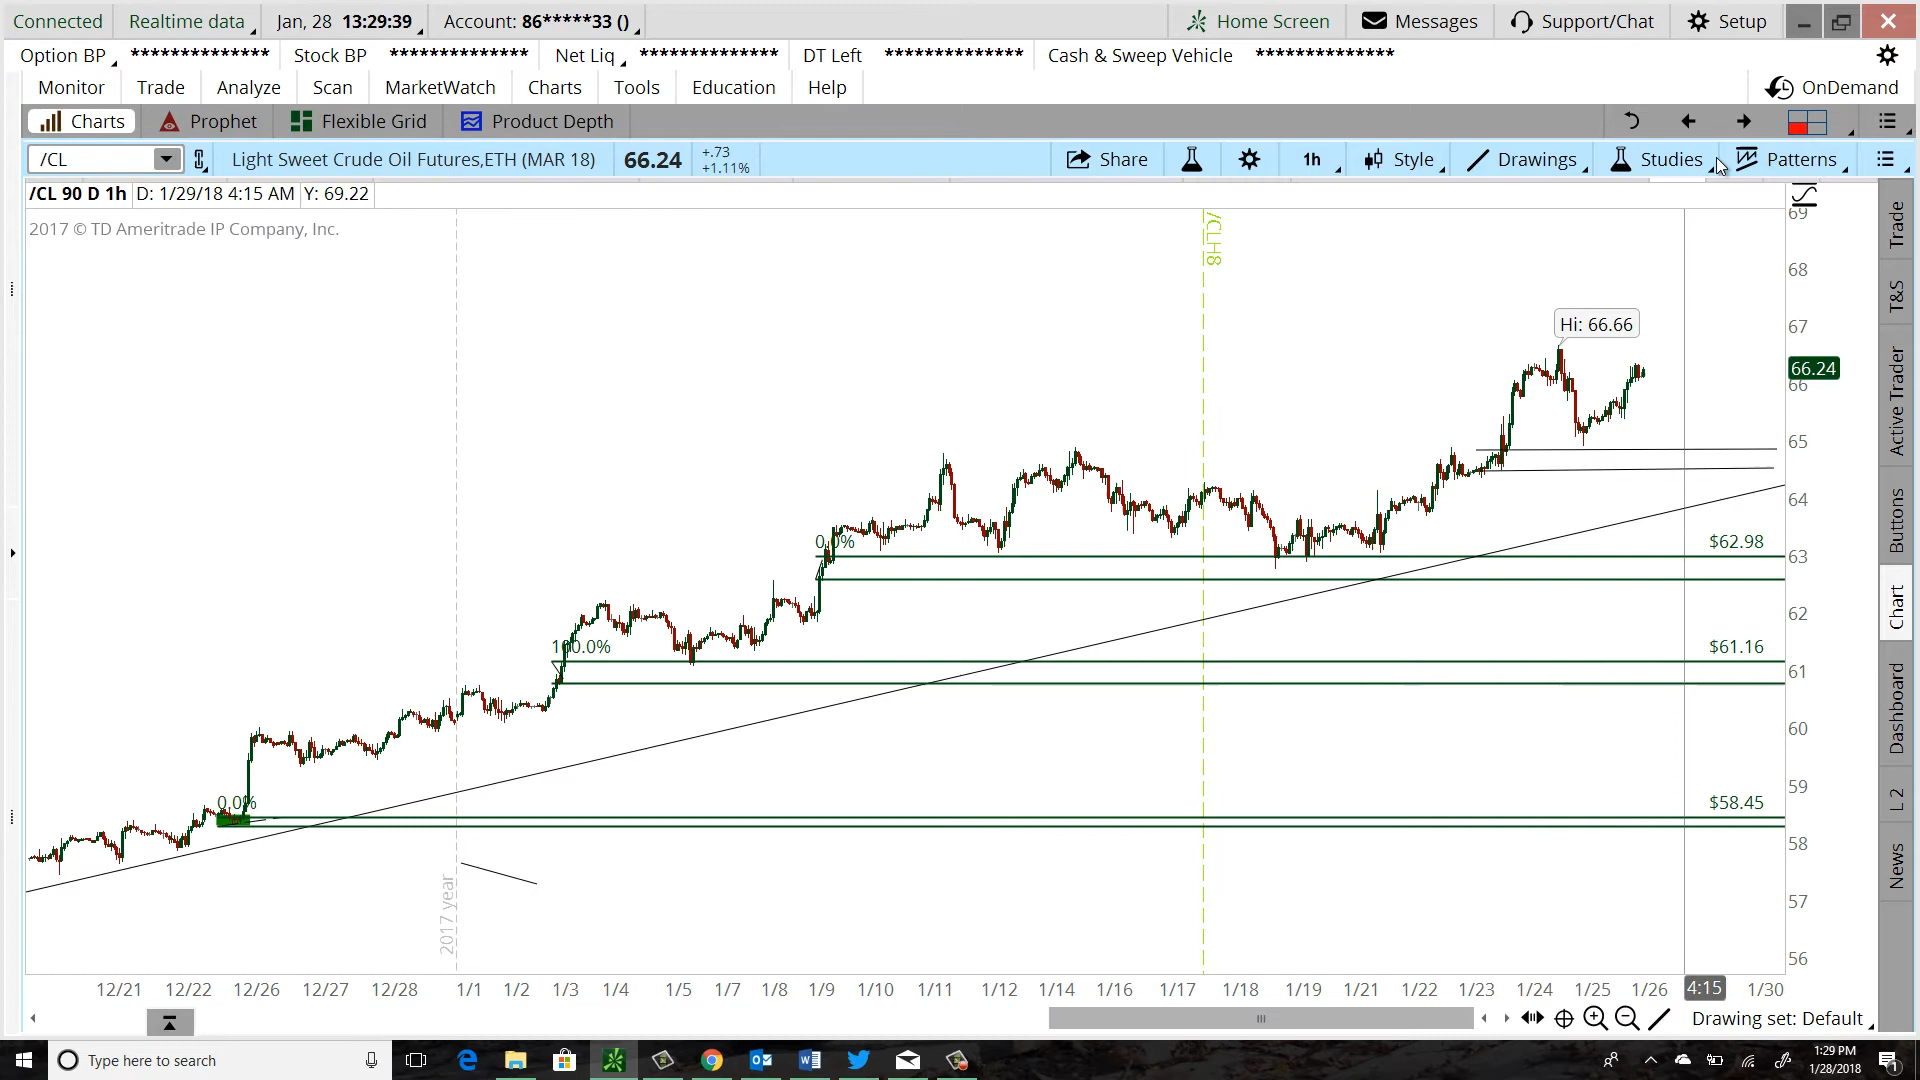 Connected Realtime data Jan, 28 13:29:39 Account: 86*****33 () Home Screen Messages Support/Chat Setup
Option BP ************** Stock BP ************** Net Liq ************** DT Left ************** Cash & Sweep Vehicle **************
Monitor Trade Analyze Scan MarketWatch Charts Tools Education Help OnDemand
Charts Prophet Flexible Grid Product Depth
/CL Light Sweet Crude Oil Futures,ETH (MAR 18) 66.24 +.73 +1.11% Share 1h Style Drawings Studies Patterns
/CL 90 D 1h D: 1/29/18 4:15 AM Y: 69.22
2017 © TD Ameritrade IP Company, Inc.
/CLH8
69
68
67
Hi: 66.66
66.24
66
65
64
0.0% $62.98
63
62
100.0% $61.16
61
60
59
0.0% $58.45
58
57
56
2017 year
12/21 12/22 12/26 12/27 12/28 1/1 1/2 1/3 1/4 1/5 1/7 1/8 1/9 1/10 1/11 1/12 1/14 1/16 1/17 1/18 1/19 1/21 1/22 1/23 1/24 1/25 1/26 4:15 1/30
Drawing set: Default
Trade
T&S
Active Trader
Buttons
Chart
Dashboard
L 2
News
Type here to search
1:29 PM
1/28/2018
1